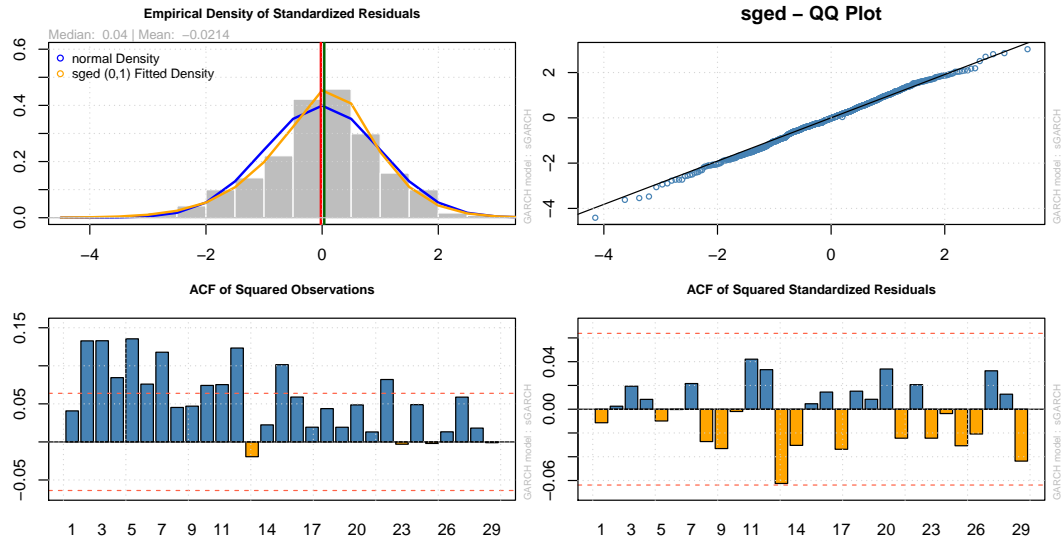 Empirical Density of Standardized Residuals
Median: 0.04 | Mean: −0.0214
normal Density
sged (0,1) Fitted Density
0.0 0.2 0.4 0.6
−4 −2 0 2
GARCH model : sGARCH
sged − QQ Plot
−4 −2 0 2
−4 −2 0 2
GARCH model : sGARCH
ACF of Squared Observations
−0.05 0.05 0.15
1 3 5 7 9 11 14 17 20 23 26 29
GARCH model : sGARCH
ACF of Squared Standardized Residuals
−0.06 0.00 0.04
1 3 5 7 9 11 14 17 20 23 26 29
GARCH model : sGARCH